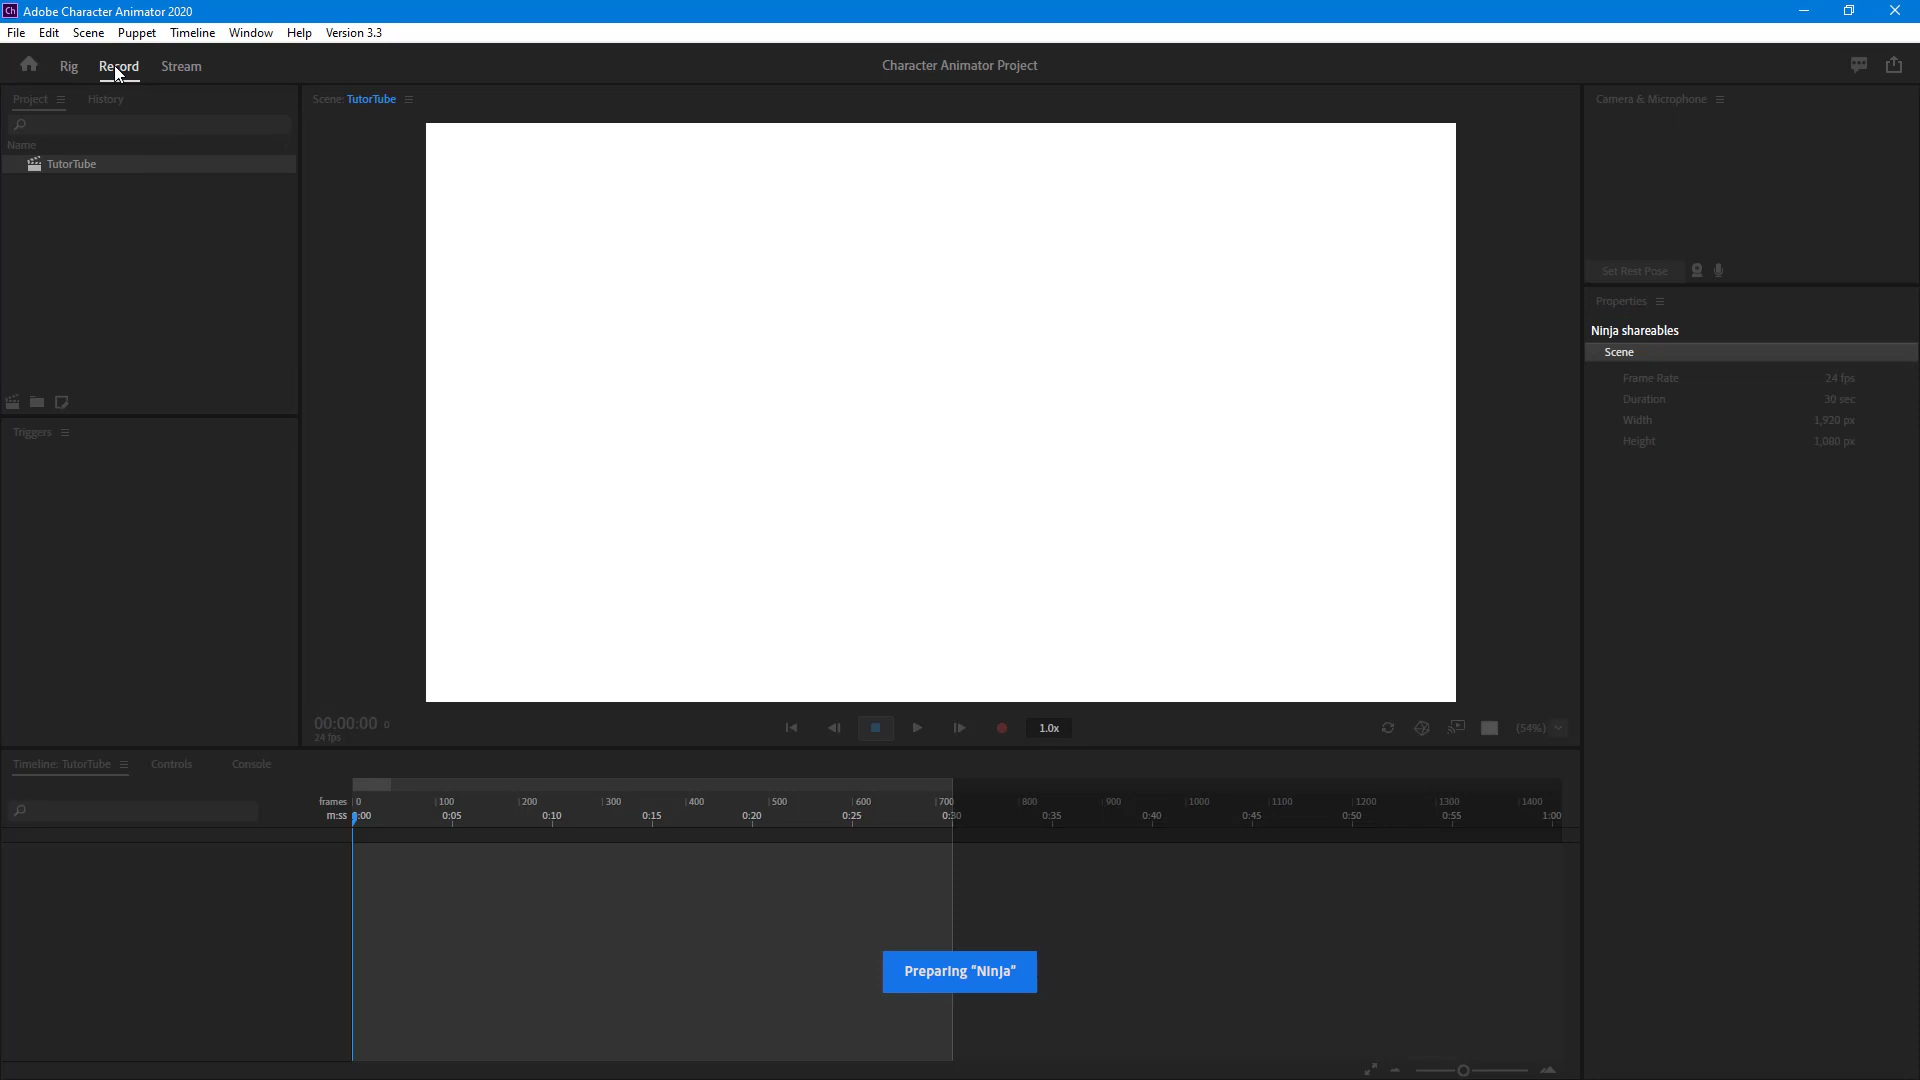 Ch Adobe Character Animator 2020
File Edit Scene Puppet Timeline Window Help Version 3.3
Rig Record Stream Character Animator Project
Project History
Scene: TutorTube
Camera & Microphone
Name
TutorTube
Set Rest Pose
Properties
Ninja shareables
Scene
Frame Rate 24 fps
Duration 30 sec
Width 1,920 px
Height 1,080 px
Triggers
00:00:00 0
24 fps
1.0x
(54%)
Timeline: TutorTube Controls Console
frames 0 100 200 300 400 500 600 700 800 900 1000 1100 1200 1300 1400
m:ss 0:00 0:05 0:10 0:15 0:20 0:25 0:30 0:35 0:40 0:45 0:50 0:55 1:00
Preparing "Ninja"